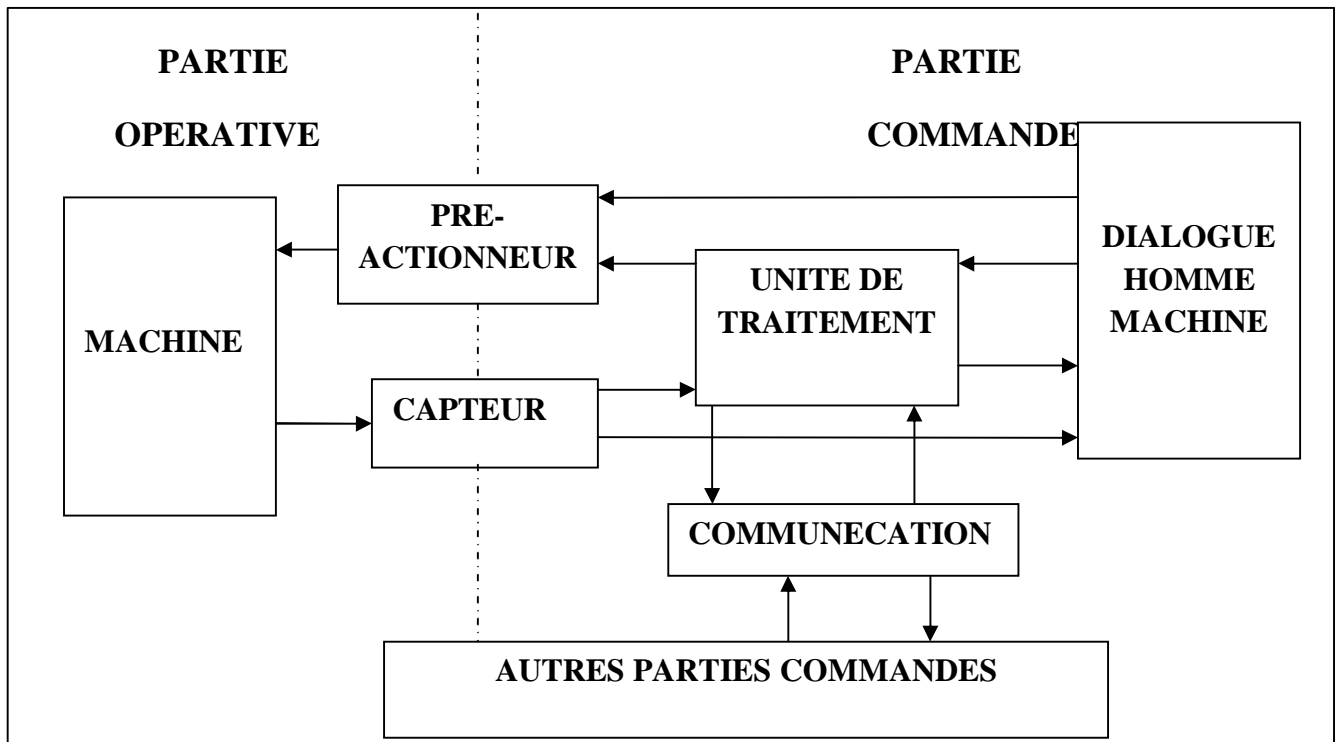 PARTIE
OPERATIVE
PARTIE
COMMANDE
PRE-
ACTIONNEUR
DIALOGUE
HOMME
MACHINE
UNITE DE
TRAITEMENT
MACHINE
CAPTEUR
COMMUNECATION
AUTRES PARTIES COMMANDES